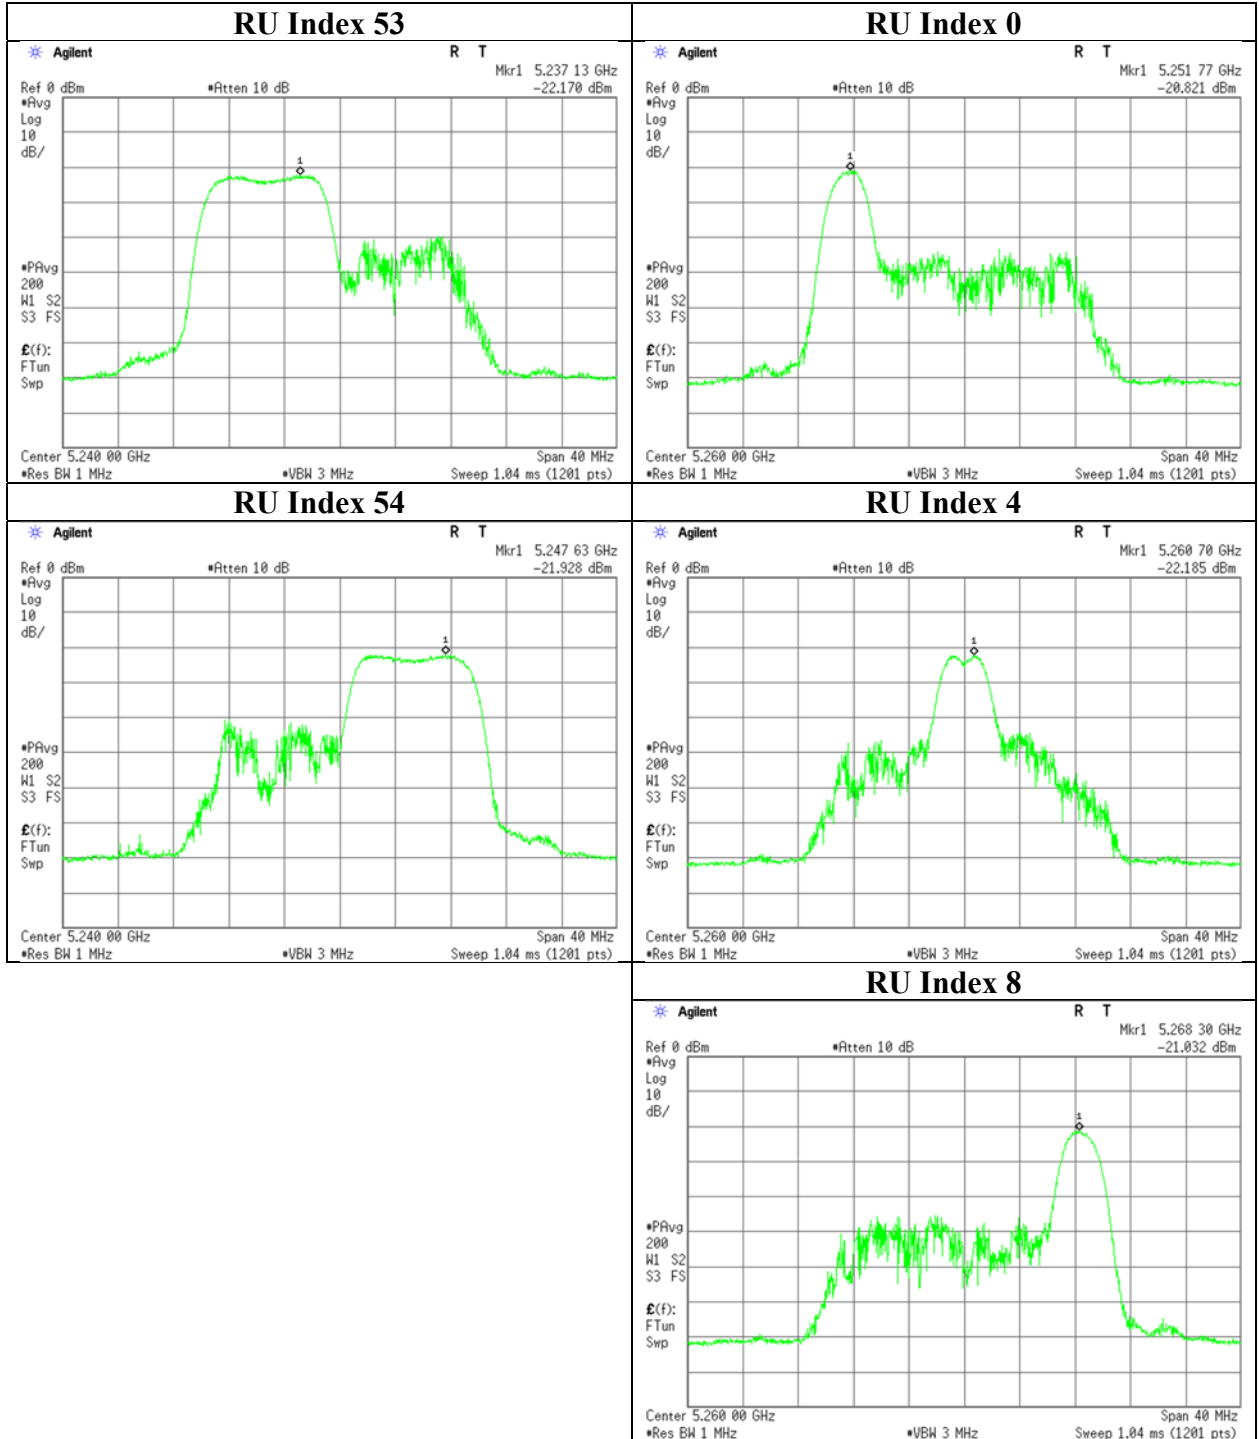 RU Index 53
Agilent
R T
Mkr1 5.237 13 GHz
Ref 0 dBm
#Atten 10 dB
-22.170 dBm
#Avg
Log
10
dB/
1
#PAvg
200
W1 S2
S3 FS
£(f):
FTun
Swp
Center 5.240 00 GHz
Span 40 MHz
#Res BW 1 MHz
#VBW 3 MHz
Sweep 1.04 ms (1201 pts)
RU Index 0
Agilent
R T
Mkr1 5.251 77 GHz
Ref 0 dBm
#Atten 10 dB
-20.821 dBm
#Avg
Log
10
dB/
1
#PAvg
200
W1 S2
S3 FS
£(f):
FTun
Swp
Center 5.260 00 GHz
Span 40 MHz
#Res BW 1 MHz
#VBW 3 MHz
Sweep 1.04 ms (1201 pts)
RU Index 54
Agilent
R T
Mkr1 5.247 63 GHz
Ref 0 dBm
#Atten 10 dB
-21.928 dBm
#Avg
Log
10
dB/
1
#PAvg
200
W1 S2
S3 FS
£(f):
FTun
Swp
Center 5.240 00 GHz
Span 40 MHz
#Res BW 1 MHz
#VBW 3 MHz
Sweep 1.04 ms (1201 pts)
RU Index 4
Agilent
R T
Mkr1 5.260 70 GHz
Ref 0 dBm
#Atten 10 dB
-22.185 dBm
#Avg
Log
10
dB/
1
#PAvg
200
W1 S2
S3 FS
£(f):
FTun
Swp
Center 5.260 00 GHz
Span 40 MHz
#Res BW 1 MHz
#VBW 3 MHz
Sweep 1.04 ms (1201 pts)
RU Index 8
Agilent
R T
Mkr1 5.268 30 GHz
Ref 0 dBm
#Atten 10 dB
-21.032 dBm
#Avg
Log
10
dB/
1
#PAvg
200
W1 S2
S3 FS
£(f):
FTun
Swp
Center 5.260 00 GHz
Span 40 MHz
#Res BW 1 MHz
#VBW 3 MHz
Sweep 1.04 ms (1201 pts)